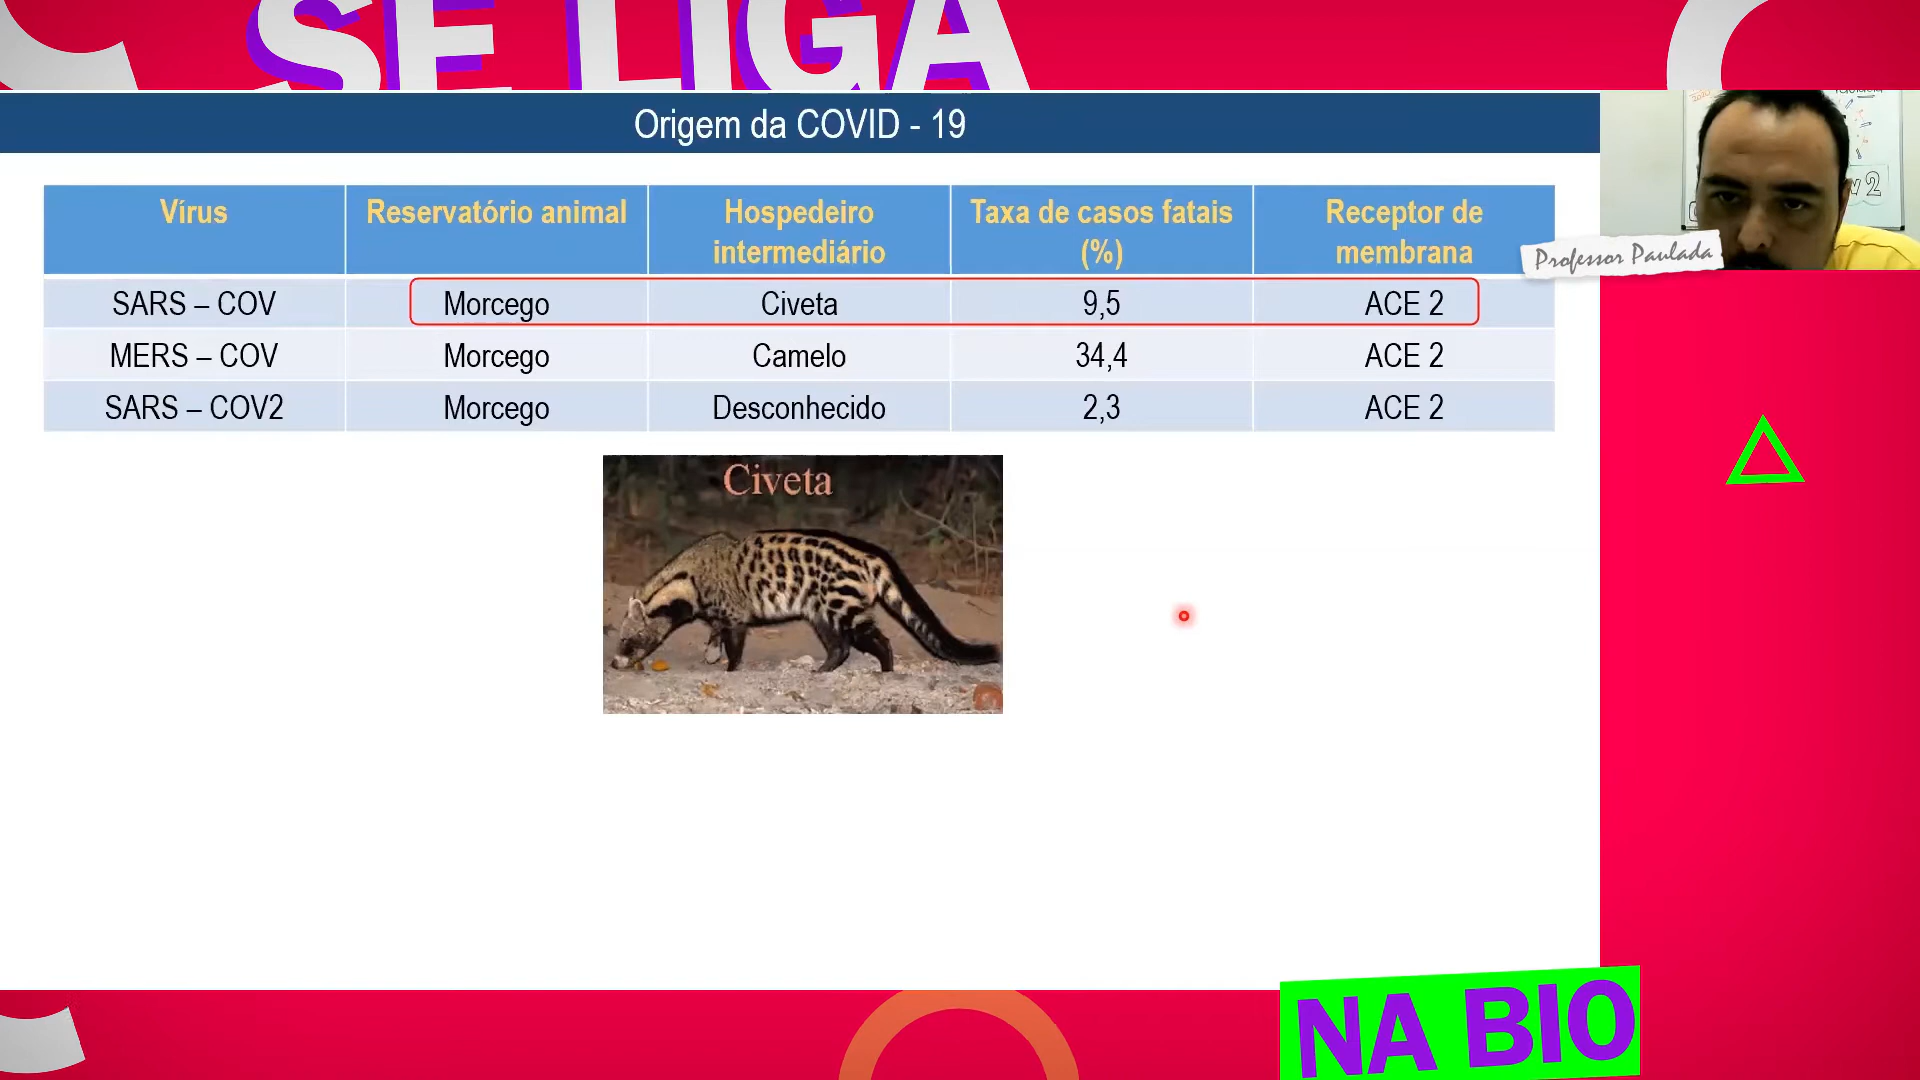 SE LIGA
Origem da COVID - 19
Vírus Reservatório animal Hospedeiro intermediário Taxa de casos fatais (%) Receptor de membrana
SARS – COV Morcego Civeta 9,5 ACE 2
MERS – COV Morcego Camelo 34,4 ACE 2
SARS – COV2 Morcego Desconhecido 2,3 ACE 2
Professor Paulada
Civeta
NA BIO